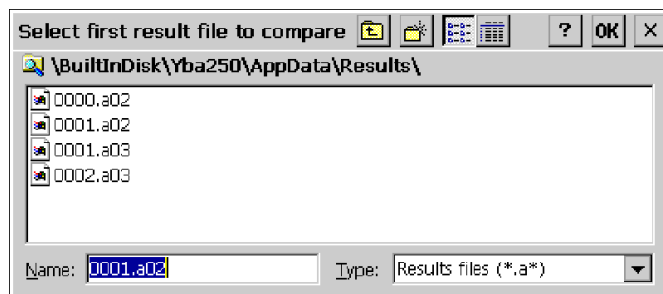 Select first result file to compare ? OK ×
\BuiltInDisk\Yba250\AppData\Results\
0000.a02
0001.a02
0001.a03
0002.a03
Name: 0001.a02 Type: Results files (*.a*)